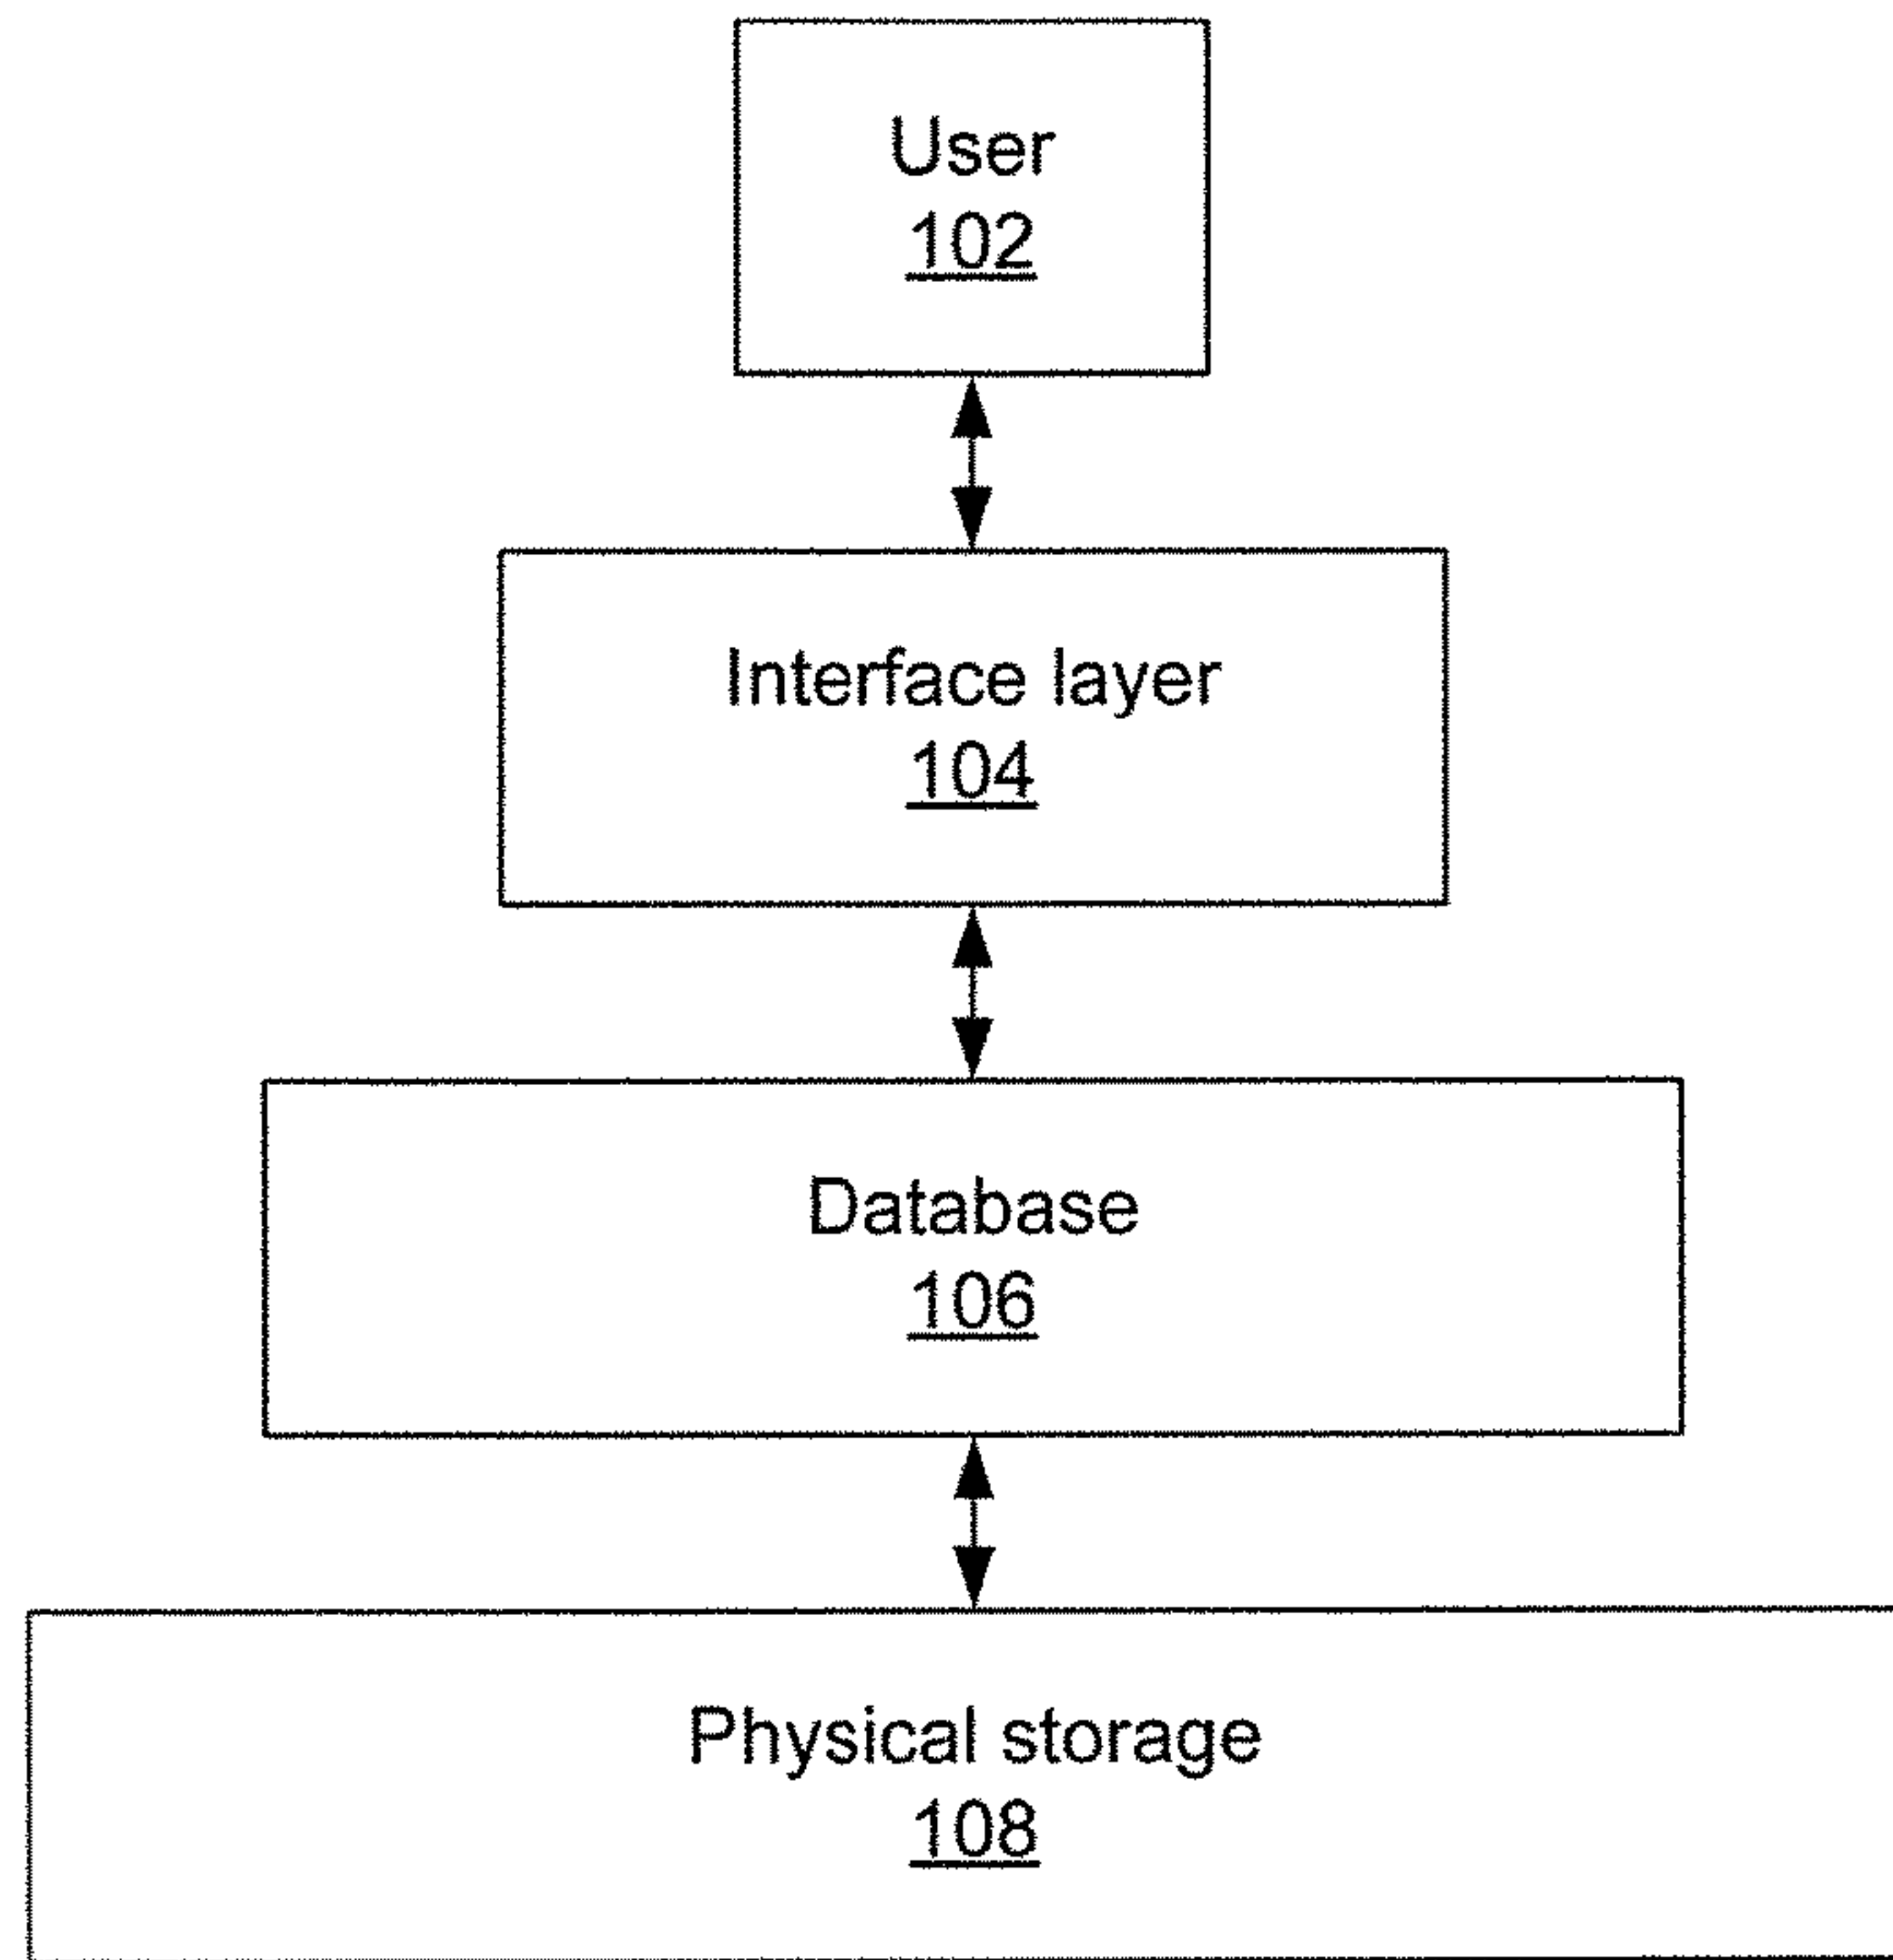 User
102
Interface layer
104
Database
106
Physical storage
108